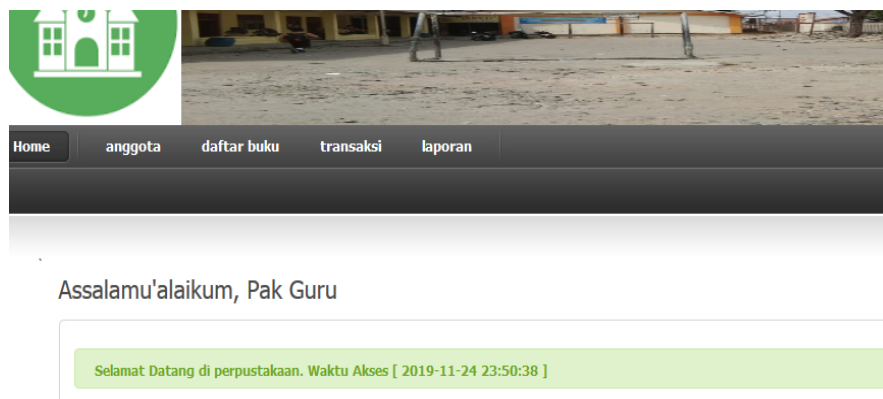 Home anggota daftar buku transaksi laporan
`
Assalamu'alaikum, Pak Guru
Selamat Datang di perpustakaan. Waktu Akses [ 2019-11-24 23:50:38 ]